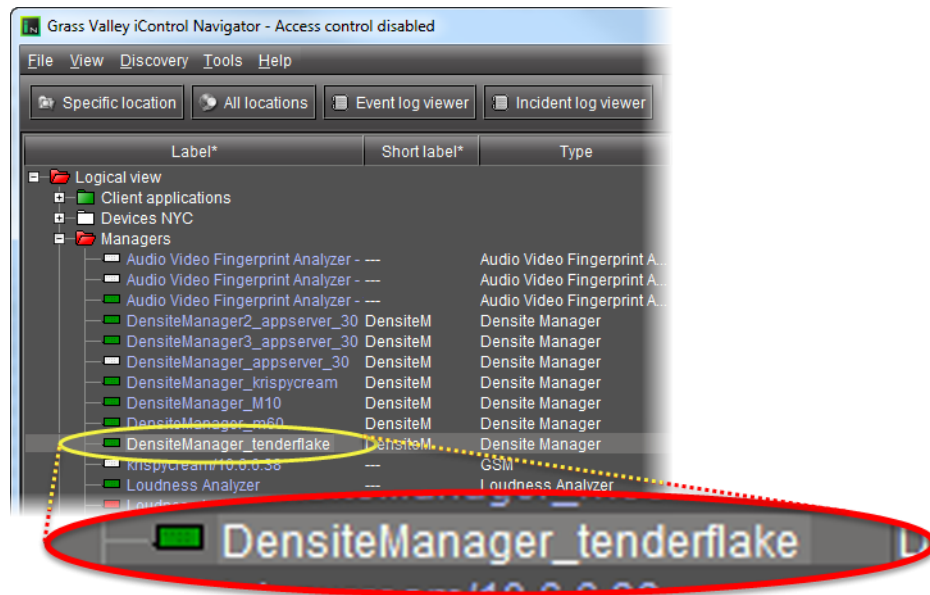 Grass Valley iControl Navigator - Access control disabled
File View Discovery Tools Help
Specific location All locations Event log viewer Incident log viewer
Label* Short label* Type
Logical view
Client applications
Devices NYC
Managers
Audio Video Fingerprint Analyzer - --- Audio Video Fingerprint A...
Audio Video Fingerprint Analyzer - --- Audio Video Fingerprint A...
Audio Video Fingerprint Analyzer - --- Audio Video Fingerprint A...
DensiteManager2_appserver_30 DensiteM Densite Manager
DensiteManager3_appserver_30 DensiteM Densite Manager
DensiteManager_appserver_30 DensiteM Densite Manager
DensiteManager_krispycream DensiteM Densite Manager
DensiteManager_M10 DensiteM Densite Manager
DensiteManager_m60 DensiteM Densite Manager
DensiteManager_tenderflake DensiteM Densite Manager
krispycream/10.6.6.38 --- GSM
Loudness Analyzer --- Loudness Analyzer
DensiteManager_tenderflake D